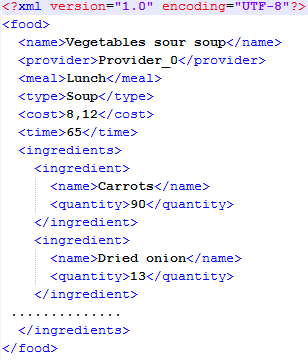 <?xml version="1.0" encoding="UTF-8"?>
<food>
<name>Vegetables sour soup</name>
<provider>Provider_0</provider>
<meal>Lunch</meal>
<type>Soup</type>
<cost>8,12</cost>
<time>65</time>
<ingredients>
<ingredient>
<name>Carrots</name>
<quantity>90</quantity>
</ingredient>
<ingredient>
<name>Dried onion</name>
<quantity>13</quantity>
</ingredient>
..............
</ingredients>
</food>